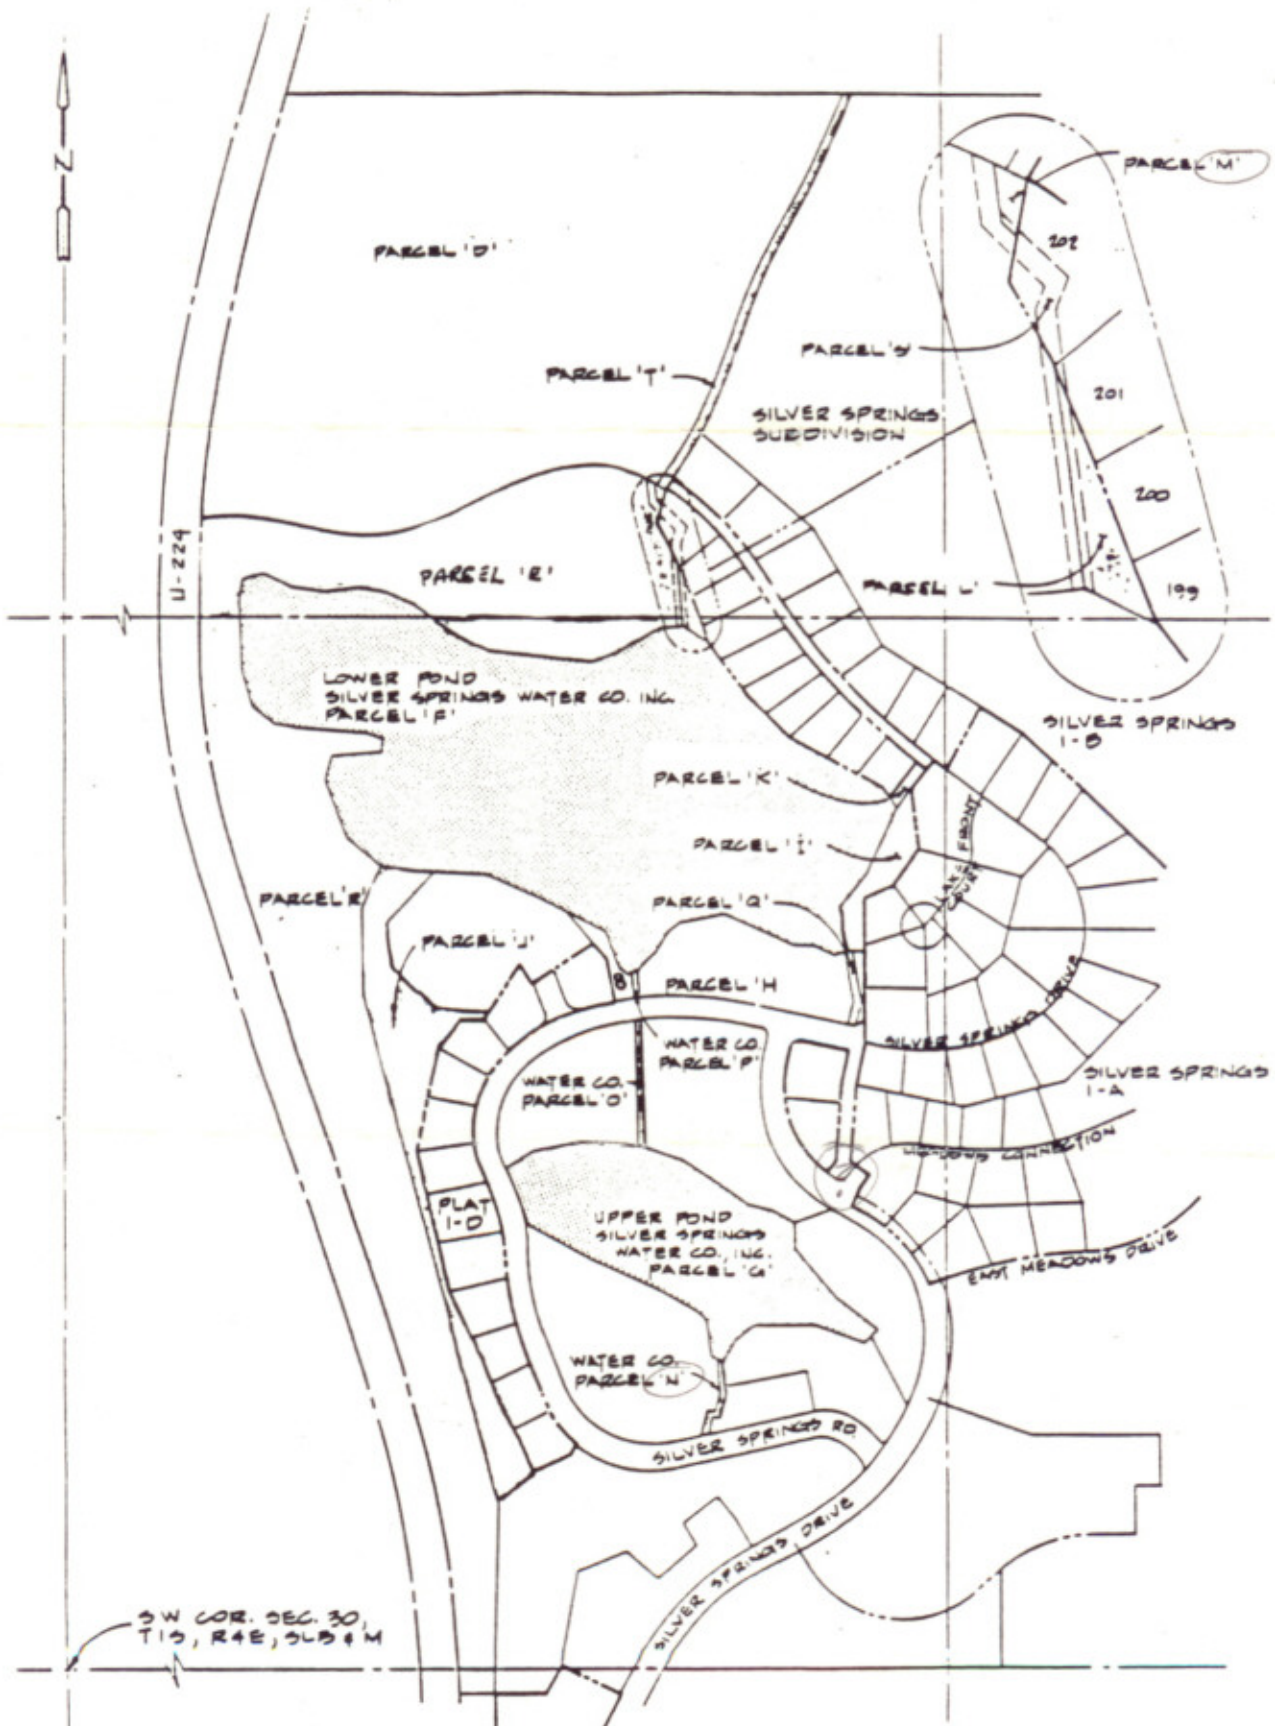 N
PARCEL 'M'
PARCEL 'D'
202
PARCEL 'S'
PARCEL 'T'
201
SILVER SPRINGS
SUBDIVISION
200
U-224
PARCEL 'E'
PARCEL 'L'
199
LOWER POND
SILVER SPRINGS WATER CO. INC.
PARCEL 'F'
SILVER SPRINGS
1-B
PARCEL 'K'
PARCEL 'I'
LAKE FRONT
COURT
PARCEL 'R'
PARCEL 'Q'
PARCEL 'J'
8
PARCEL 'H
SILVER SPRINGS DRIVE
WATER CO.
PARCEL 'P'
WATER CO.
PARCEL 'O'
SILVER SPRINGS
1-A
MEADOWS CONNECTION
PLAT
1-D
UPPER POND
SILVER SPRINGS
WATER CO., INC.
PARCEL 'G'
EAST MEADOWS DRIVE
WATER CO.
PARCEL 'N'
SILVER SPRINGS RD.
SILVER SPRINGS DRIVE
SW COR. SEC. 30,
T1S, R4E, SLB & M